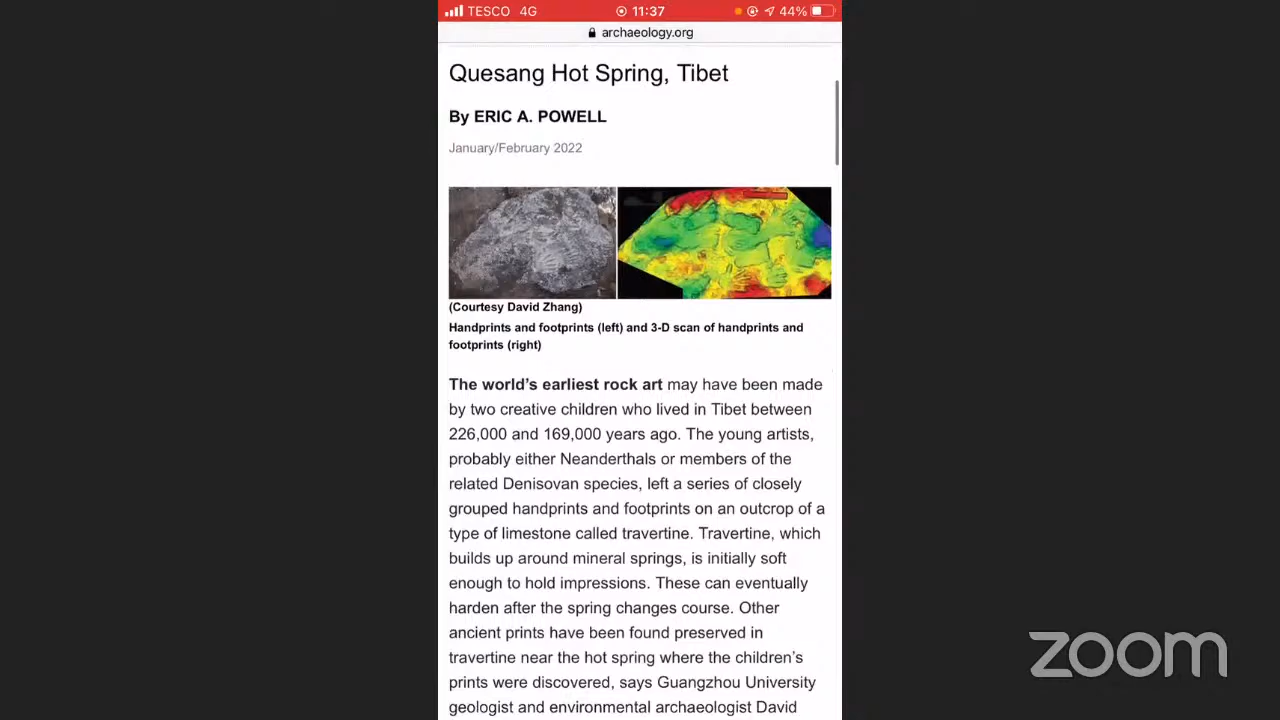 TESCO 4G 11:37 44%
archaeology.org
Quesang Hot Spring, Tibet
By ERIC A. POWELL
January/February 2022
(Courtesy David Zhang)
Handprints and footprints (left) and 3-D scan of handprints and
footprints (right)
The world’s earliest rock art may have been made
by two creative children who lived in Tibet between
226,000 and 169,000 years ago. The young artists,
probably either Neanderthals or members of the
related Denisovan species, left a series of closely
grouped handprints and footprints on an outcrop of a
type of limestone called travertine. Travertine, which
builds up around mineral springs, is initially soft
enough to hold impressions. These can eventually
harden after the spring changes course. Other
ancient prints have been found preserved in
travertine near the hot spring where the children’s
prints were discovered, says Guangzhou University
geologist and environmental archaeologist David
zoom